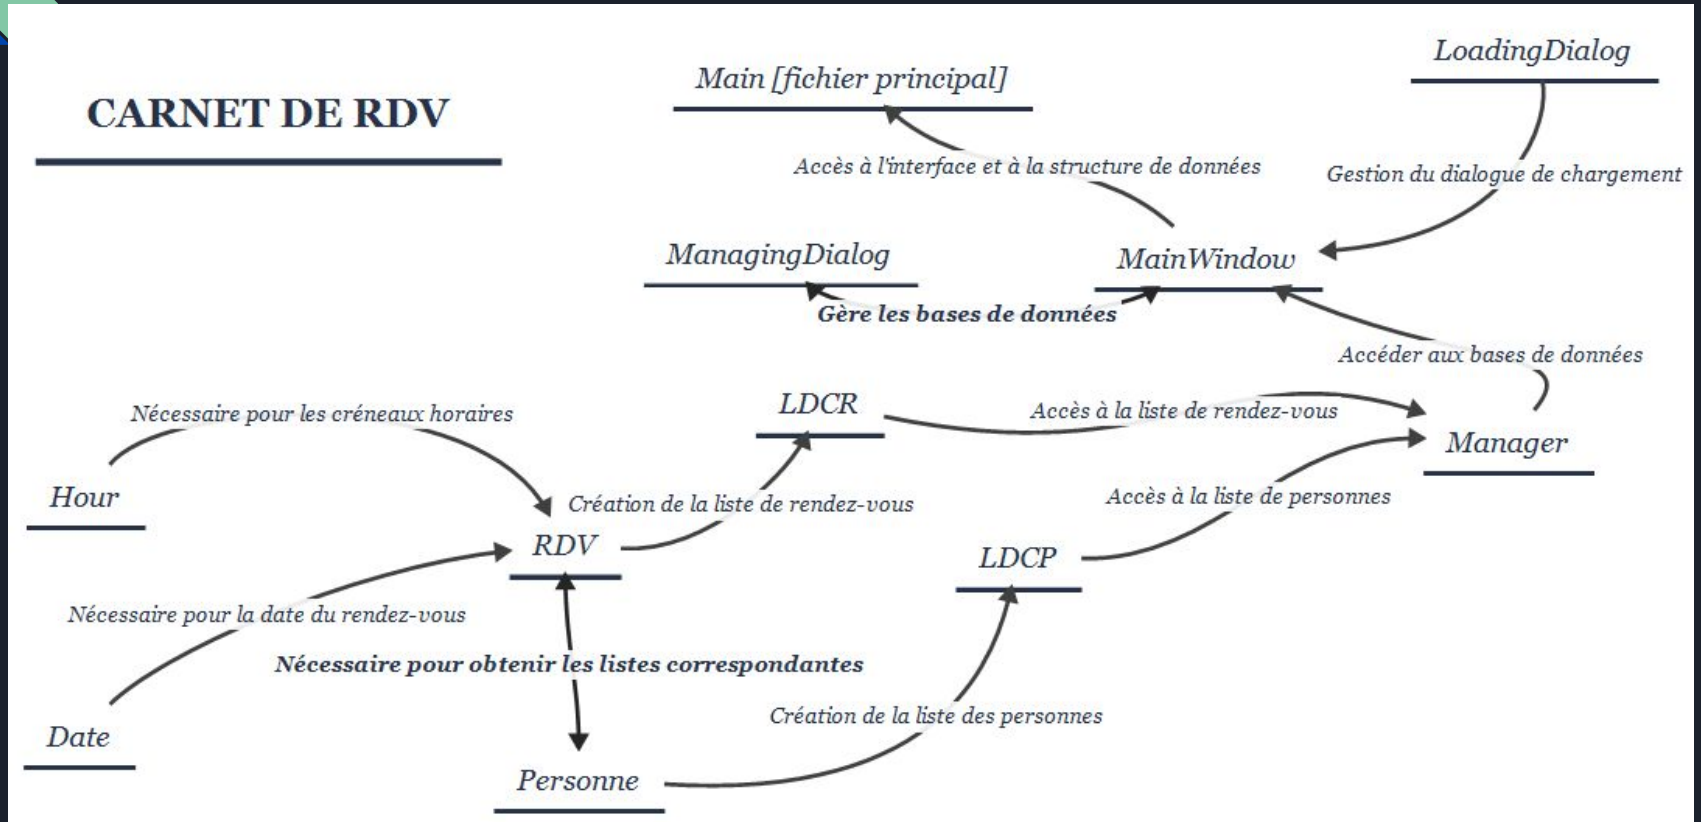 LoadingDialog
Main [fichier principal]
CARNET DE RDV
Accès à l'interface et à la structure de données
Gestion du dialogue de chargement
ManagingDialog
MainWindow
Gère les bases de données
Accéder aux bases de données
LDCR
Nécessaire pour les créneaux horaires
Accès à la liste de rendez-vous
Manager
Hour
Création de la liste de rendez-vous
Accès à la liste de personnes
RDV
LDCP
Nécessaire pour la date du rendez-vous
Nécessaire pour obtenir les listes correspondantes
Création de la liste des personnes
Date
Personne